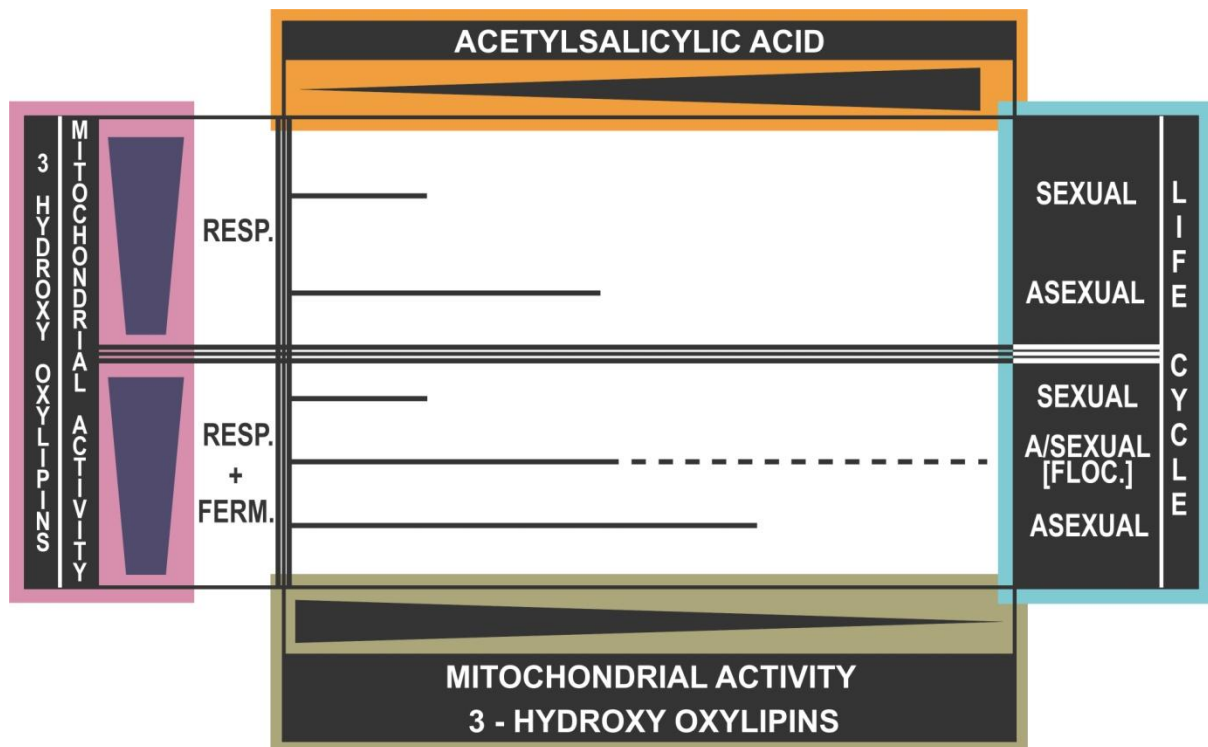 ACETYLSALICYLIC ACID
3 HYDROXY OXYLIPINS
MITOCHONDRIAL ACTIVITY
RESP.
SEXUAL
ASEXUAL
RESP.
+
FERM.
SEXUAL
A/SEXUAL
[FLOC.]
ASEXUAL
LIFE CYCLE
MITOCHONDRIAL ACTIVITY
3 - HYDROXY OXYLIPINS